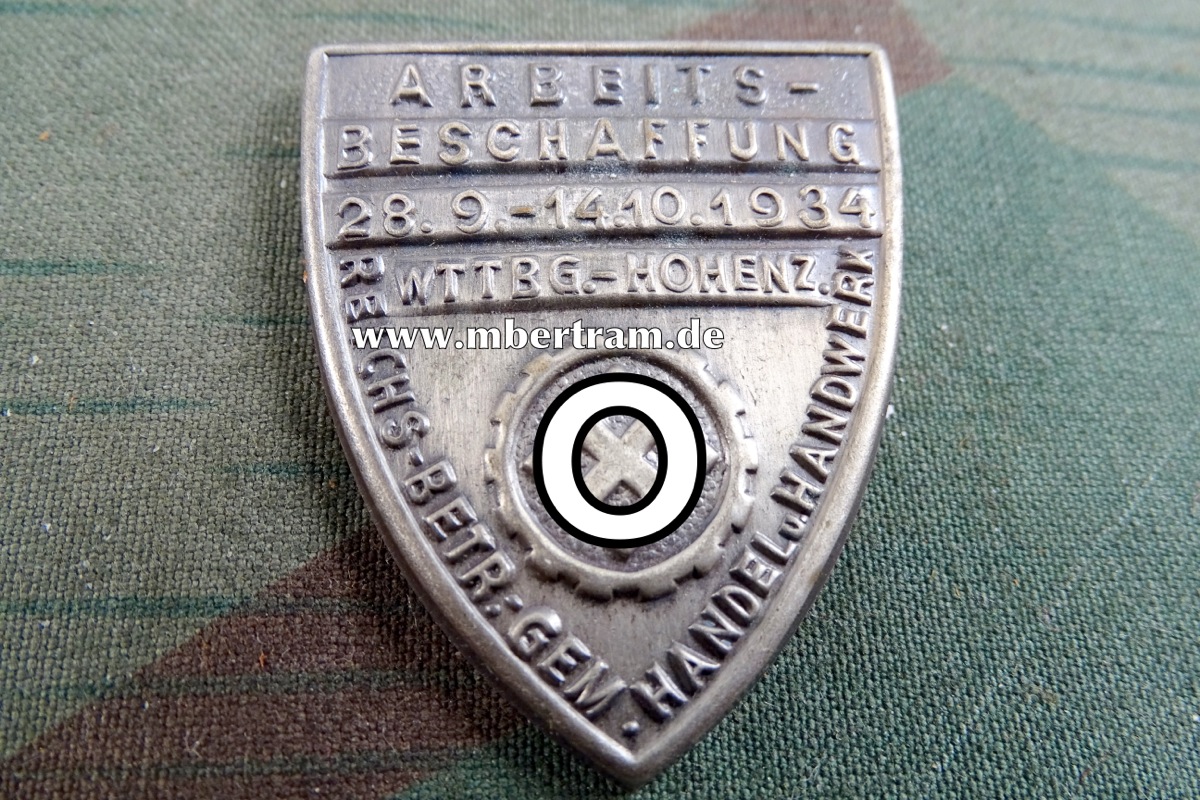 ARBEITS-
BESCHAFFUNG
28.9.-14.10.1934
WTTBG.-HOHENZ.
www.mbertram.de
REICHS-BETR.-GEM. HANDEL u. HANDWERK